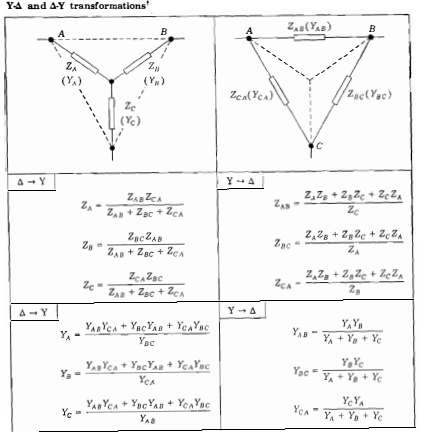 Y-Δ and Δ-Y transformations†
A
B
Z_A
(Y_A)
Z_B
(Y_B)
Z_C
(Y_C)
A
Z_AB(Y_AB)
B
Z_CA(Y_CA)
Z_BC(Y_BC)
C
Δ → Y
Z_A = Z_AB Z_CA / (Z_AB + Z_BC + Z_CA)
Z_B = Z_BC Z_AB / (Z_AB + Z_BC + Z_CA)
Z_C = Z_CA Z_BC / (Z_AB + Z_BC + Z_CA)
Y → Δ
Z_AB = (Z_A Z_B + Z_B Z_C + Z_C Z_A) / Z_C
Z_BC = (Z_A Z_B + Z_B Z_C + Z_C Z_A) / Z_A
Z_CA = (Z_A Z_B + Z_B Z_C + Z_C Z_A) / Z_B
Δ → Y
Y_A = (Y_AB Y_CA + Y_BC Y_AB + Y_CA Y_BC) / Y_BC
Y_B = (Y_AB Y_CA + Y_BC Y_AB + Y_CA Y_BC) / Y_CA
Y_C = (Y_AB Y_CA + Y_BC Y_AB + Y_CA Y_BC) / Y_AB
Y → Δ
Y_AB = Y_A Y_B / (Y_A + Y_B + Y_C)
Y_BC = Y_B Y_C / (Y_A + Y_B + Y_C)
Y_CA = Y_C Y_A / (Y_A + Y_B + Y_C)